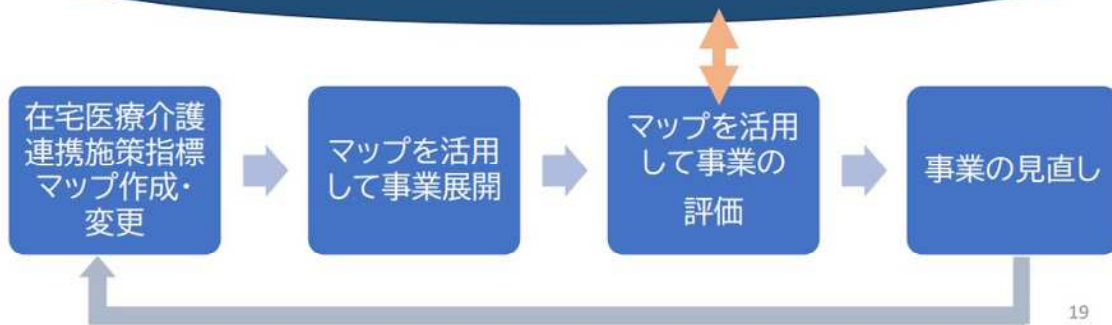 在宅医療介護
連携施策指標
マップ作成・
変更
マップを活用
して事業展開
マップを活用
して事業の
評価
事業の見直し
19